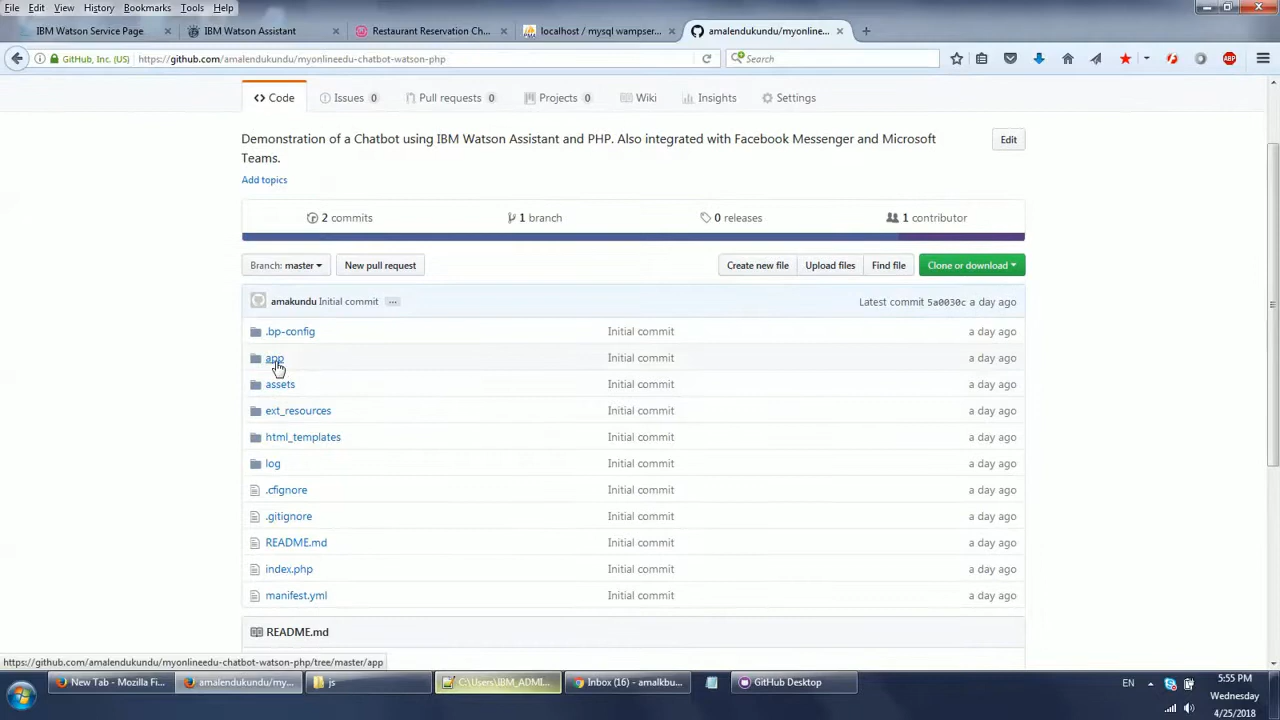 File Edit View History Bookmarks Tools Help
IBM Watson Service Page × IBM Watson Assistant × Restaurant Reservation Ch... × localhost / mysql wampser... × amalendukundu/myonline... × +
GitHub, Inc. (US) https://github.com/amalendukundu/myonlineedu-chatbot-watson-php Search ABP
Code Issues 0 Pull requests 0 Projects 0 Wiki Insights Settings
Demonstration of a Chatbot using IBM Watson Assistant and PHP. Also integrated with Facebook Messenger and Microsoft
Teams.
Edit
Add topics
2 commits 1 branch 0 releases 1 contributor
Branch: master New pull request Create new file Upload files Find file Clone or download
amakundu Initial commit ... Latest commit 5a0030c a day ago
.bp-config Initial commit a day ago
app Initial commit a day ago
assets Initial commit a day ago
ext_resources Initial commit a day ago
html_templates Initial commit a day ago
log Initial commit a day ago
.cfignore Initial commit a day ago
.gitignore Initial commit a day ago
README.md Initial commit a day ago
index.php Initial commit a day ago
manifest.yml Initial commit a day ago
README.md
https://github.com/amalendukundu/myonlineedu-chatbot-watson-php/tree/master/app
New Tab - Mozilla Fi... amalendukundu/my... js C:\Users\IBM_ADMI... Inbox (16) - amalkbu... GitHub Desktop EN 5:55 PM
Wednesday
4/25/2018